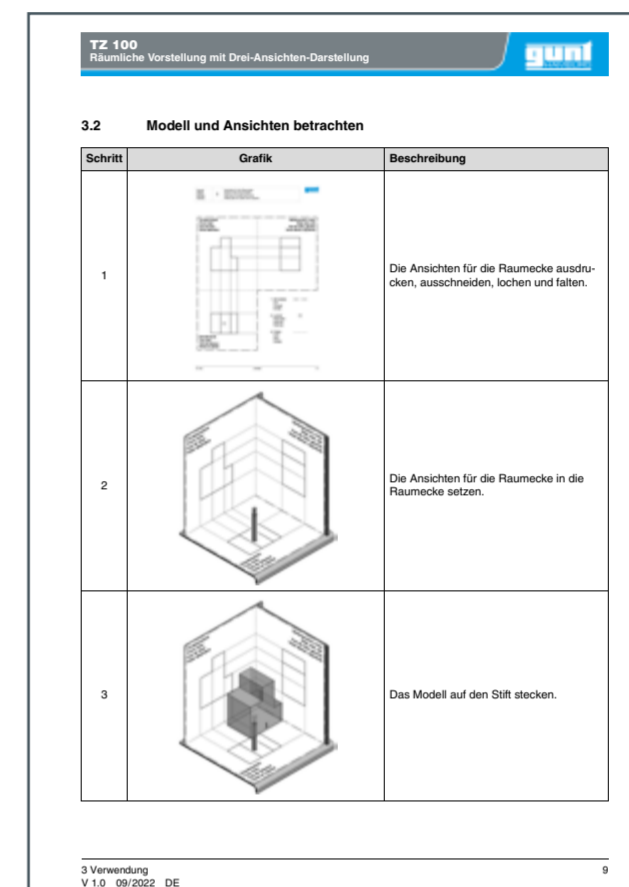 TZ 100
Räumliche Vorstellung mit Drei-Ansichten-Darstellung
gunt
3.2 Modell und Ansichten betrachten
Schritt Grafik Beschreibung
1
Die Ansichten für die Raumecke ausdru-
cken, ausschneiden, lochen und falten.
2
Die Ansichten für die Raumecke in die
Raumecke setzen.
3
Das Modell auf den Stift stecken.
3 Verwendung 9
V 1.0 09/2022 DE